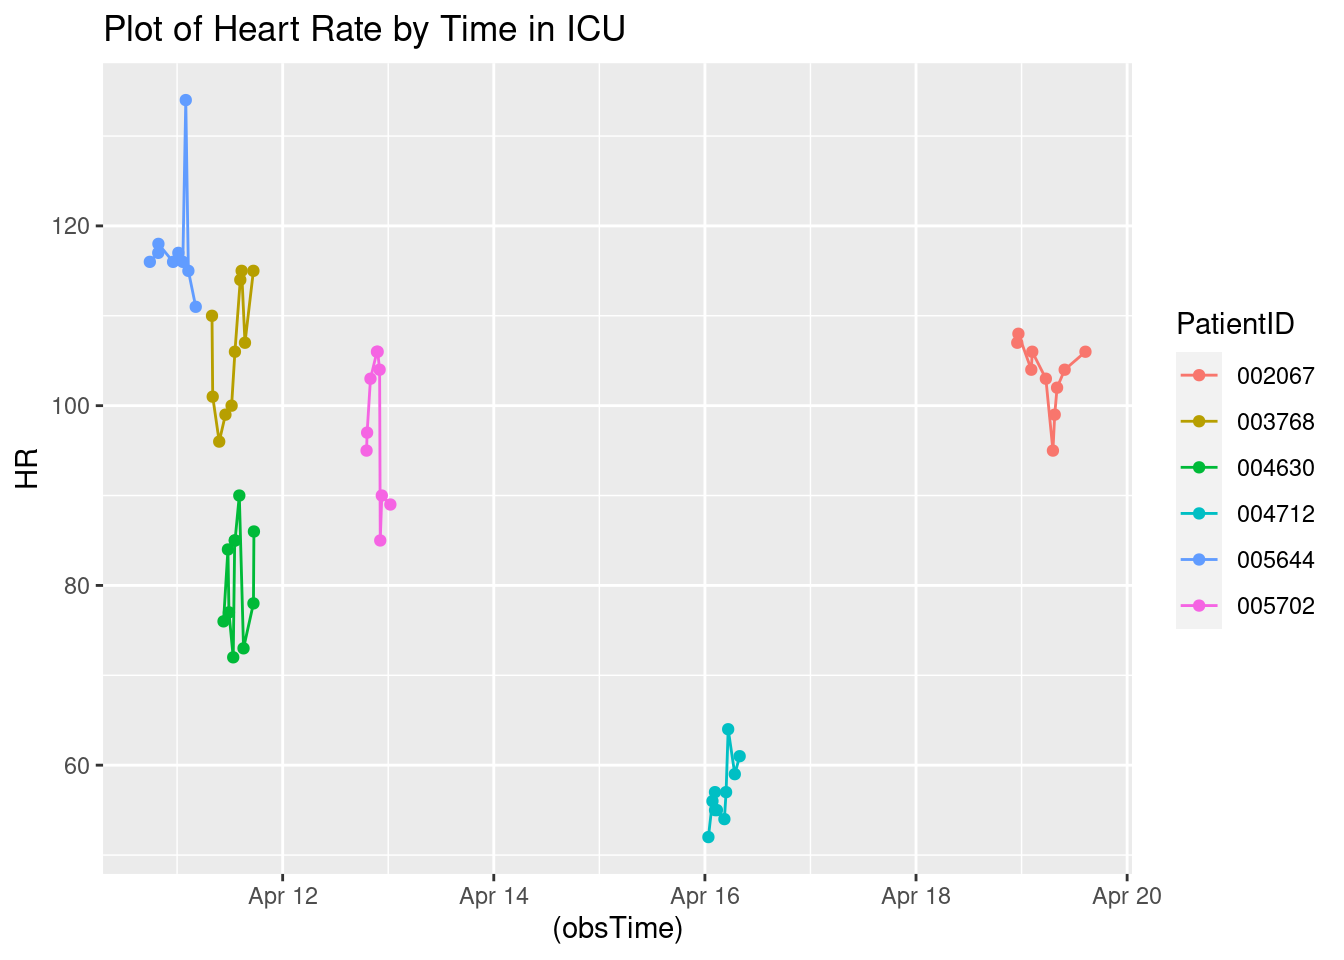 Plot of Heart Rate by Time in ICU
120
100
80
60
HR
Apr 12 Apr 14 Apr 16 Apr 18 Apr 20
(obsTime)
PatientID
002067
003768
004630
004712
005644
005702